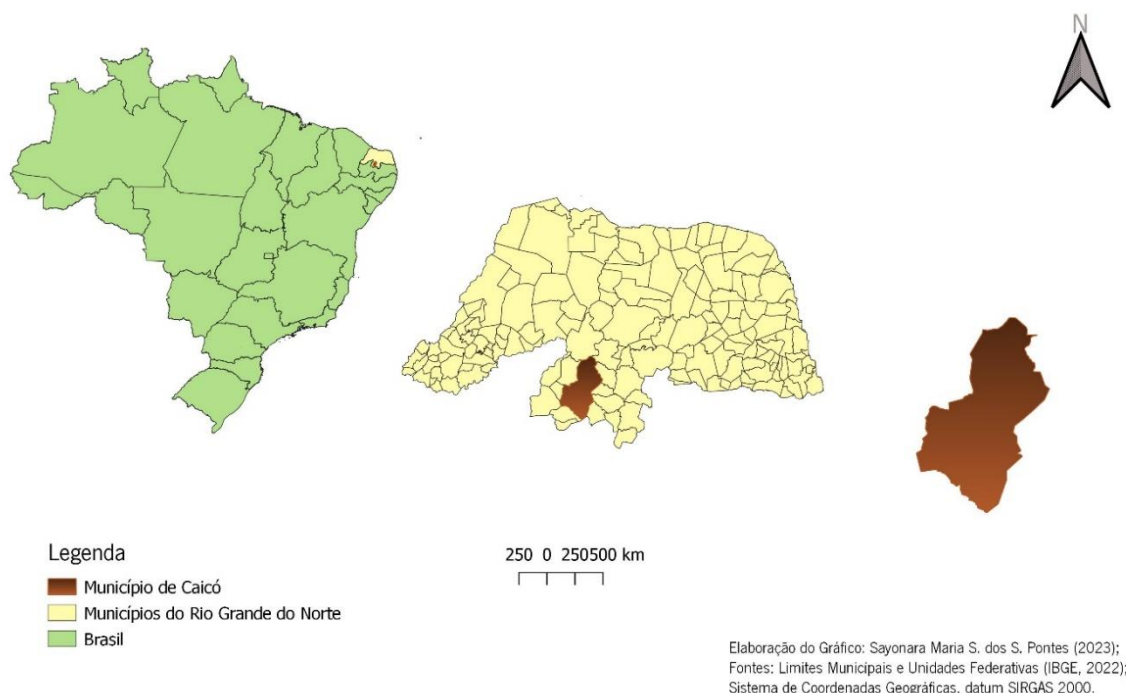 N
Legenda
Município de Caicó
Municípios do Rio Grande do Norte
Brasil
250 0 250500 km
Elaboração do Gráfico: Sayonara Maria S. dos S. Pontes (2023);
Fontes: Limites Municipais e Unidades Federativas (IBGE, 2022);
Sistema de Coordenadas Geográficas, datum SIRGAS 2000.